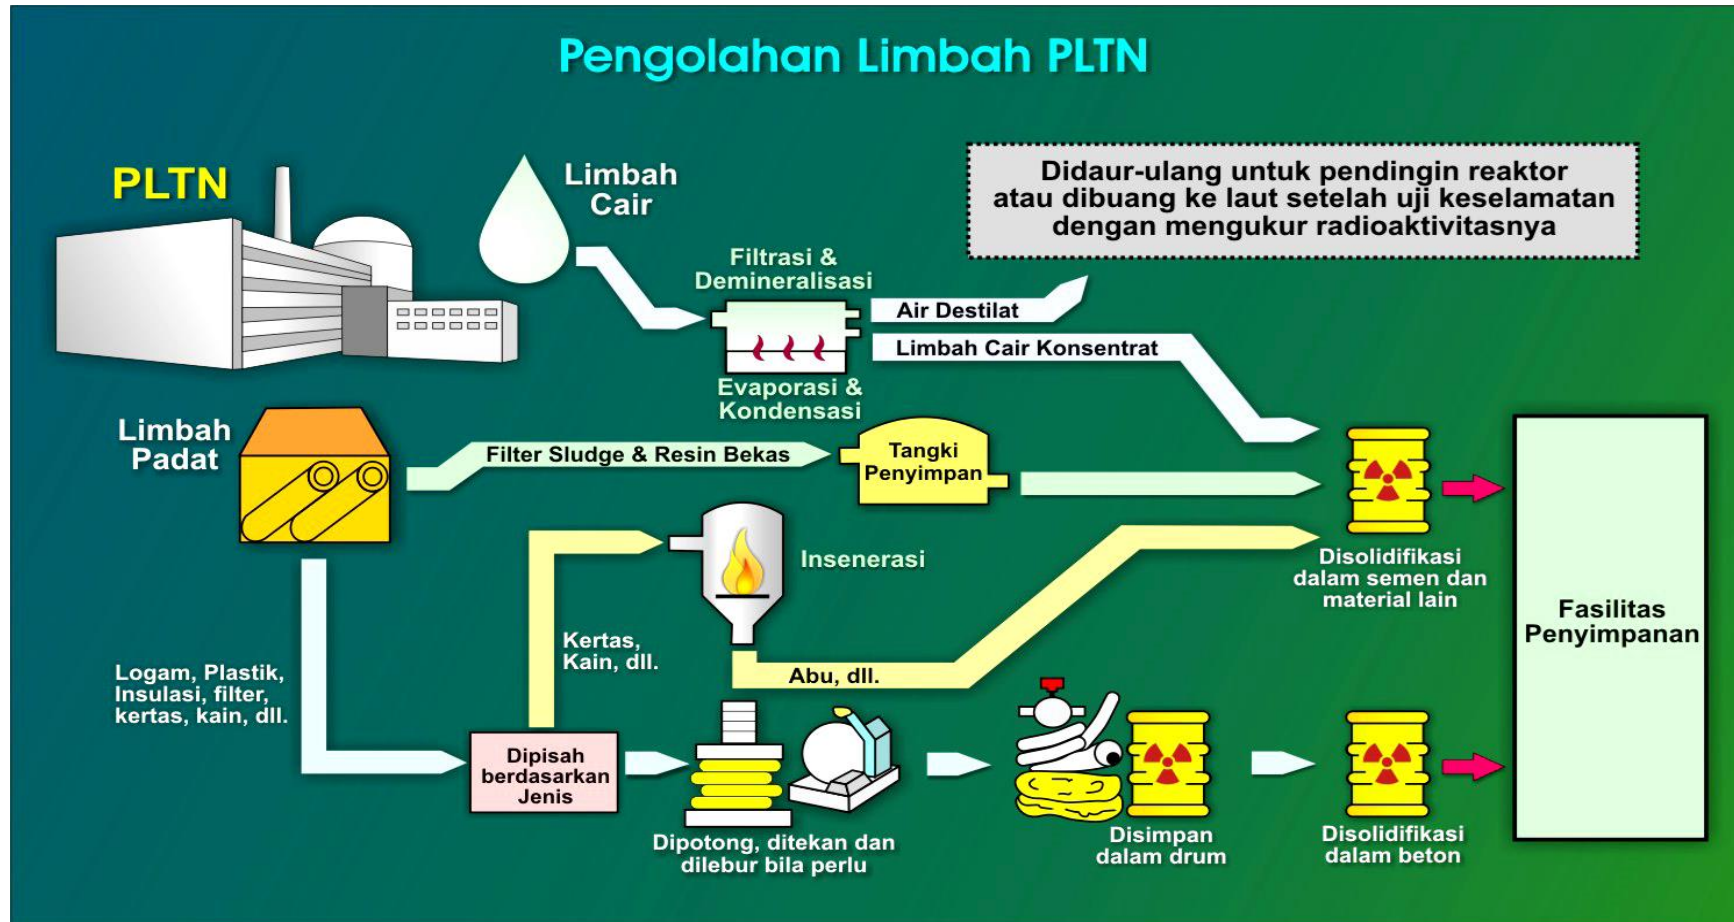 Pengolahan Limbah PLTN
PLTN
Limbah
Cair
Didaur-ulang untuk pendingin reaktor
atau dibuang ke laut setelah uji keselamatan
dengan mengukur radioaktivitasnya
Filtrasi &
Demineralisasi
Air Destilat
Limbah Cair Konsentrat
Evaporasi &
Kondensasi
Limbah
Padat
Filter Sludge & Resin Bekas
Tangki
Penyimpan
Insenerasi
Disolidifikasi
dalam semen dan
material lain
Fasilitas
Penyimpanan
Kertas,
Kain, dll.
Logam, Plastik,
Insulasi, filter,
kertas, kain, dll.
Abu, dll.
Dipisah
berdasarkan
Jenis
Dipotong, ditekan dan
dilebur bila perlu
Disimpan
dalam drum
Disolidifikasi
dalam beton